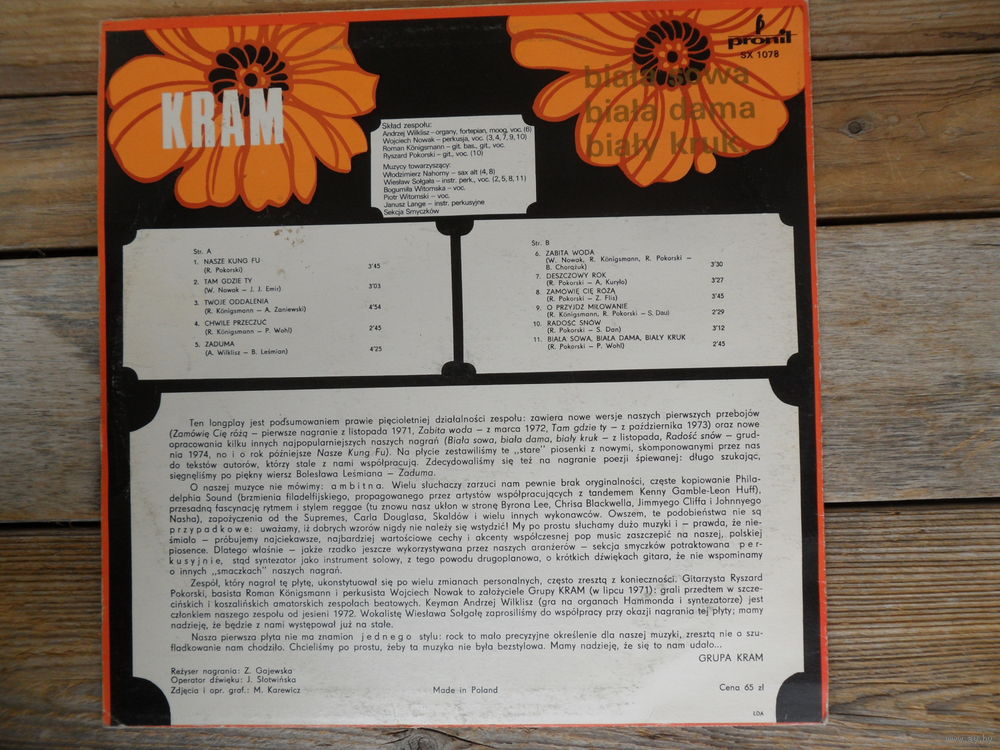 pronit
SX 1078
KRAM
biała sowa
biała dama
biały kruk
Skład zespołu:
Andrzej Wilklisz – organy, fortepian, moog, voc. (6)
Wojciech Nowak – perkusja, voc. (3, 4, 7, 9, 10)
Roman Königsmann – git. bas., git., voc.
Ryszard Pokorski – git., voc. (10)
Muzycy towarzyszący:
Włodzimierz Nahorny – sax alt (4, 8)
Wiesław Solgała – instr. perk., voc. (2, 5, 8, 11)
Bogumiła Witomska – voc.
Piotr Witomski – voc.
Janusz Lange – instr. perkusyjne
Sekcja Smyczków
Str. A
1. NASZE KUNG FU
(R. Pokorski) 3'45
2. TAM GDZIE TY
(W. Nowak – J. J. Emir) 3'03
3. TWOJE ODDALENIA
(R. Königsmann – A. Zaniewski) 4'54
4. CHWILE PRZECZUĆ
(R. Königsmann – P. Wohl) 2'45
5. ZADUMA
(A. Wilklisz – B. Leśmian) 4'25
Str. B
6. ZABITA WODA
(W. Nowak, R. Königsmann, R. Pokorski –
B. Chorążuk) 3'30
7. DESZCZOWY ROK
(R. Pokorski – A. Kuryło) 3'27
8. ZAMÓWIĘ CIĘ RÓŻĄ
(R. Pokorski – Z. Flis) 3'45
9. O PRZYJDŹ MIŁOWANIE
(R. Königsmann, R. Pokorski – S. Dau) 2'29
10. RADOŚĆ SNÓW
(R. Pokorski – S. Dan) 3'12
11. BIAŁA SOWA, BIAŁA DAMA, BIAŁY KRUK
(R. Pokorski – P. Wohl) 2'45
Ten longplay jest podsumowaniem prawie pięcioletniej działalności zespołu: zawiera nowe wersje naszych pierwszych przebojów
(Zamówię Cię różą – pierwsze nagranie z listopada 1971, Zabita woda – z marca 1972, Tam gdzie ty – z października 1973) oraz nowe
opracowania kilku innych najpopularniejszych naszych nagrań (Biała sowa, biała dama, biały kruk – z listopada, Radość snów – grud-
nia 1974, no i o rok późniejsze Nasze Kung Fu). Na płycie zestawiliśmy te „stare” piosenki z nowymi, skomponowanymi przez nas
do tekstów autorów, którzy stale z nami współpracują. Zdecydowaliśmy się też na nagranie poezji śpiewanej: długo szukając,
sięgnęliśmy po piękny wiersz Bolesława Leśmiana – Zaduma.
O naszej muzyce nie mówimy: ambitna. Wielu słuchaczy zarzuci nam pewnie brak oryginalności, częste kopiowanie Phila-
delphia Sound (brzmienia filadelfijskiego, propagowanego przez artystów współpracujących z tandemem Kenny Gamble-Leon Huff),
przesadną fascynację rytmem i stylem reggae (tu znowu nasz ukłon w stronę Byrona Lee, Chrisa Blackwella, Jimmyego Cliffa i Johnnyego
Nasha), zapożyczenia od the Supremes, Carla Douglasa, Skaldów i wielu innych wykonawców. Owszem, te podobieństwa nie są
przypadkowe: uważamy, iż dobrych wzorów nigdy nie należy się wstydzić! My po prostu słuchamy dużo muzyki i – prawda, że nie-
śmiało – próbujemy najciekawsze, najbardziej wartościowe cechy i akcenty współczesnej pop music zaszczepić na naszej, polskiej
piosence. Dlatego właśnie – jakże rzadko jeszcze wykorzystywana przez naszych aranżerów – sekcja smyczków potraktowana per-
kusyjnie, stąd syntezator jako instrument solowy, z tego powodu drugoplanowa, o krótkich dźwiękach gitara, że nie wspomnimy
o innych „smaczkach” naszych nagrań.
Zespół, który nagrał tę płytę, ukonstytuował się po wielu zmianach personalnych, często zresztą z konieczności. Gitarzysta Ryszard
Pokorski, basista Roman Königsmann i perkusista Wojciech Nowak to założyciele Grupy KRAM (w lipcu 1971): grali przedtem w szcze-
cińskich i koszalińskich amatorskich zespołach beatowych. Keyman Andrzej Wilklisz (gra na organach Hammonda i syntezatorze) jest
członkiem naszego zespołu od jesieni 1972. Wokalistę Wiesława Solgałę zaprosiliśmy do współpracy przy okazji nagrania tej płyty; mamy
nadzieję, że będzie z nami występował już na stałe.
Nasza pierwsza płyta nie ma znamion jednego stylu: rock to mało precyzyjne określenie dla naszej muzyki, zresztą nie o szu-
fladkowanie nam chodziło. Chcieliśmy po prostu, żeby ta muzyka nie była bezstylowa. Mamy nadzieję, że się to nam udało...
GRUPA KRAM
Reżyser nagrania: Z. Gajewska
Operator dźwięku: J. Słotwińska
Zdjęcia i opr. graf.: M. Karewicz
Made in Poland
Cena 65 zł
ŁDA
www.ay.by